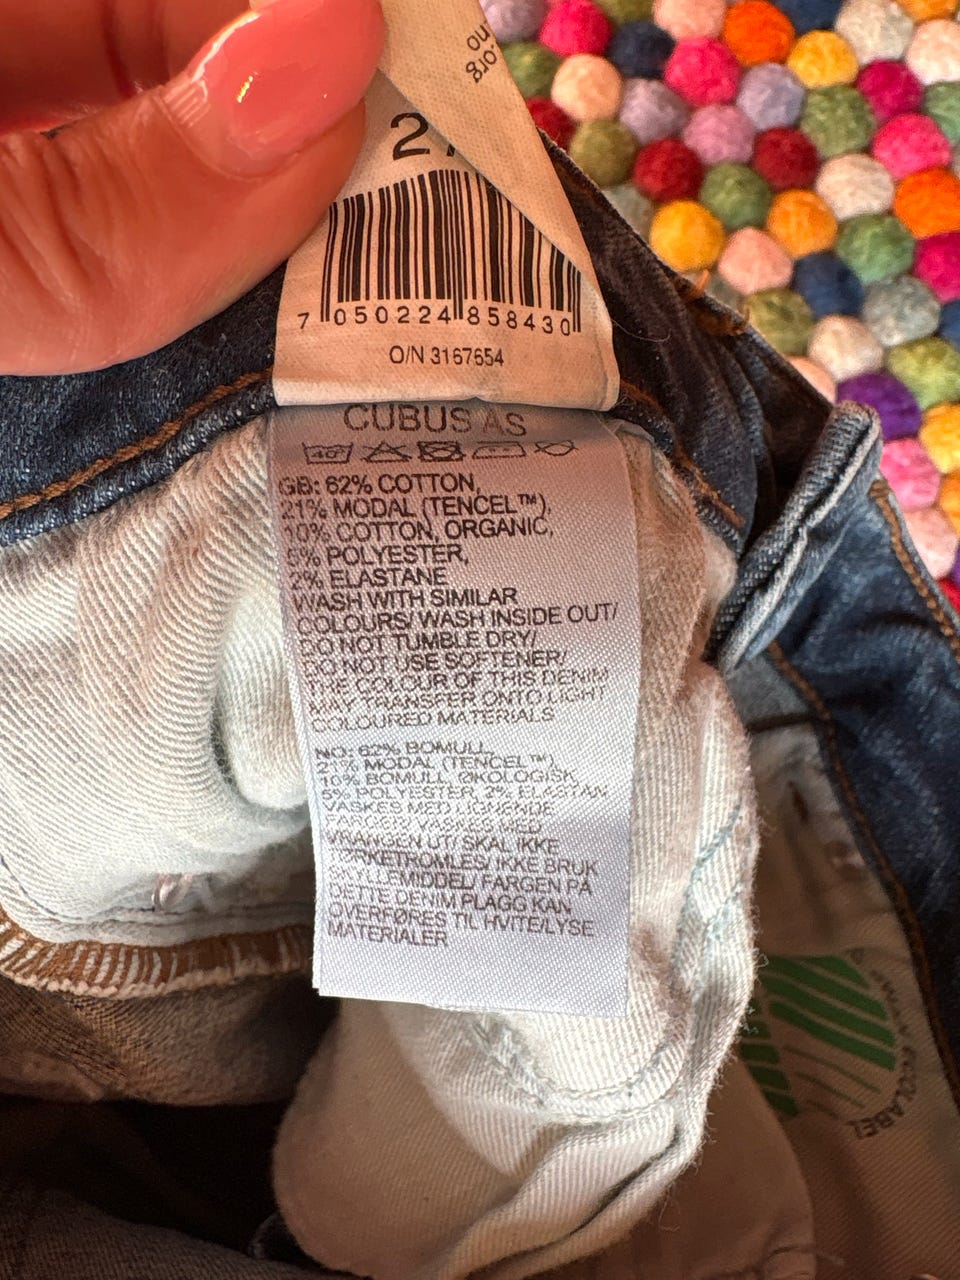 .org
no
27
7 050224 858430
O/N 3167654
CUBUS AS
40°
GB: 62% COTTON,
21% MODAL (TENCEL™),
10% COTTON, ORGANIC,
5% POLYESTER,
2% ELASTANE
WASH WITH SIMILAR
COLOURS/ WASH INSIDE OUT/
DO NOT TUMBLE DRY/
DO NOT USE SOFTENER/
THE COLOUR OF THIS DENIM
MAY TRANSFER ONTO LIGHT
COLOURED MATERIALS
NO: 62% BOMULL,
21% MODAL (TENCEL™),
10% BOMULL, ØKOLOGISK,
5% POLYESTER, 2% ELASTAN
VASKES MED LIGNENDE
FARGER/ VASKES MED
VRANGEN UT/ SKAL IKKE
TØRKETROMLES/ IKKE BRUK
SKYLLEMIDDEL/ FARGEN PÅ
DETTE DENIM PLAGG KAN
OVERFØRES TIL HVITE/LYSE
MATERIALER
ECOLABEL